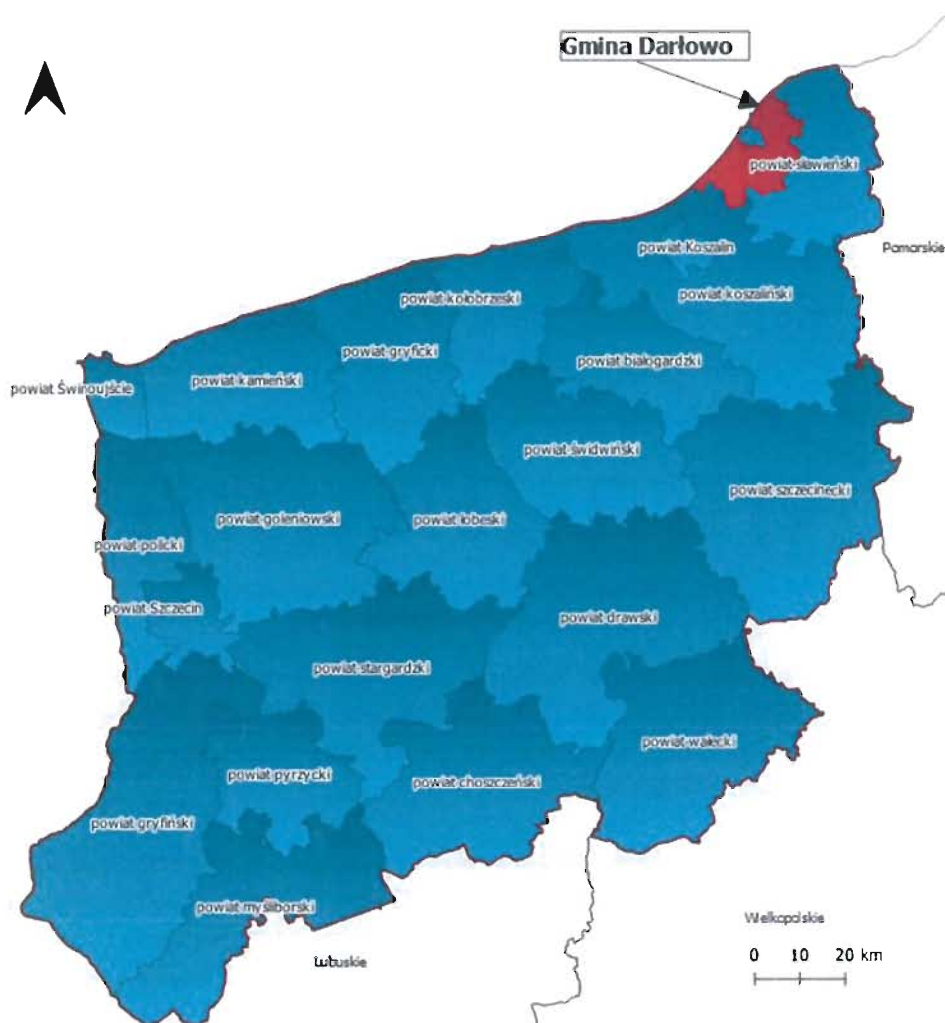 Gmina Darłowo
powiat sławieński
powiat Koszalin
Pomorskie
powiat kołobrzeski
powiat koszaliński
powiat gryficki
powiat białogardzki
powiat kamieński
powiat Świnoujście
powiat świdwiński
powiat szczecinecki
powiat goleniowski
powiat łobeski
powiat policki
powiat Szczecin
powiat drawski
powiat stargardzki
powiat wałecki
powiat pyrzycki
powiat choszczeński
powiat gryfiński
powiat myśliborski
Wielkopolskie
Lubuskie
0 10 20 km